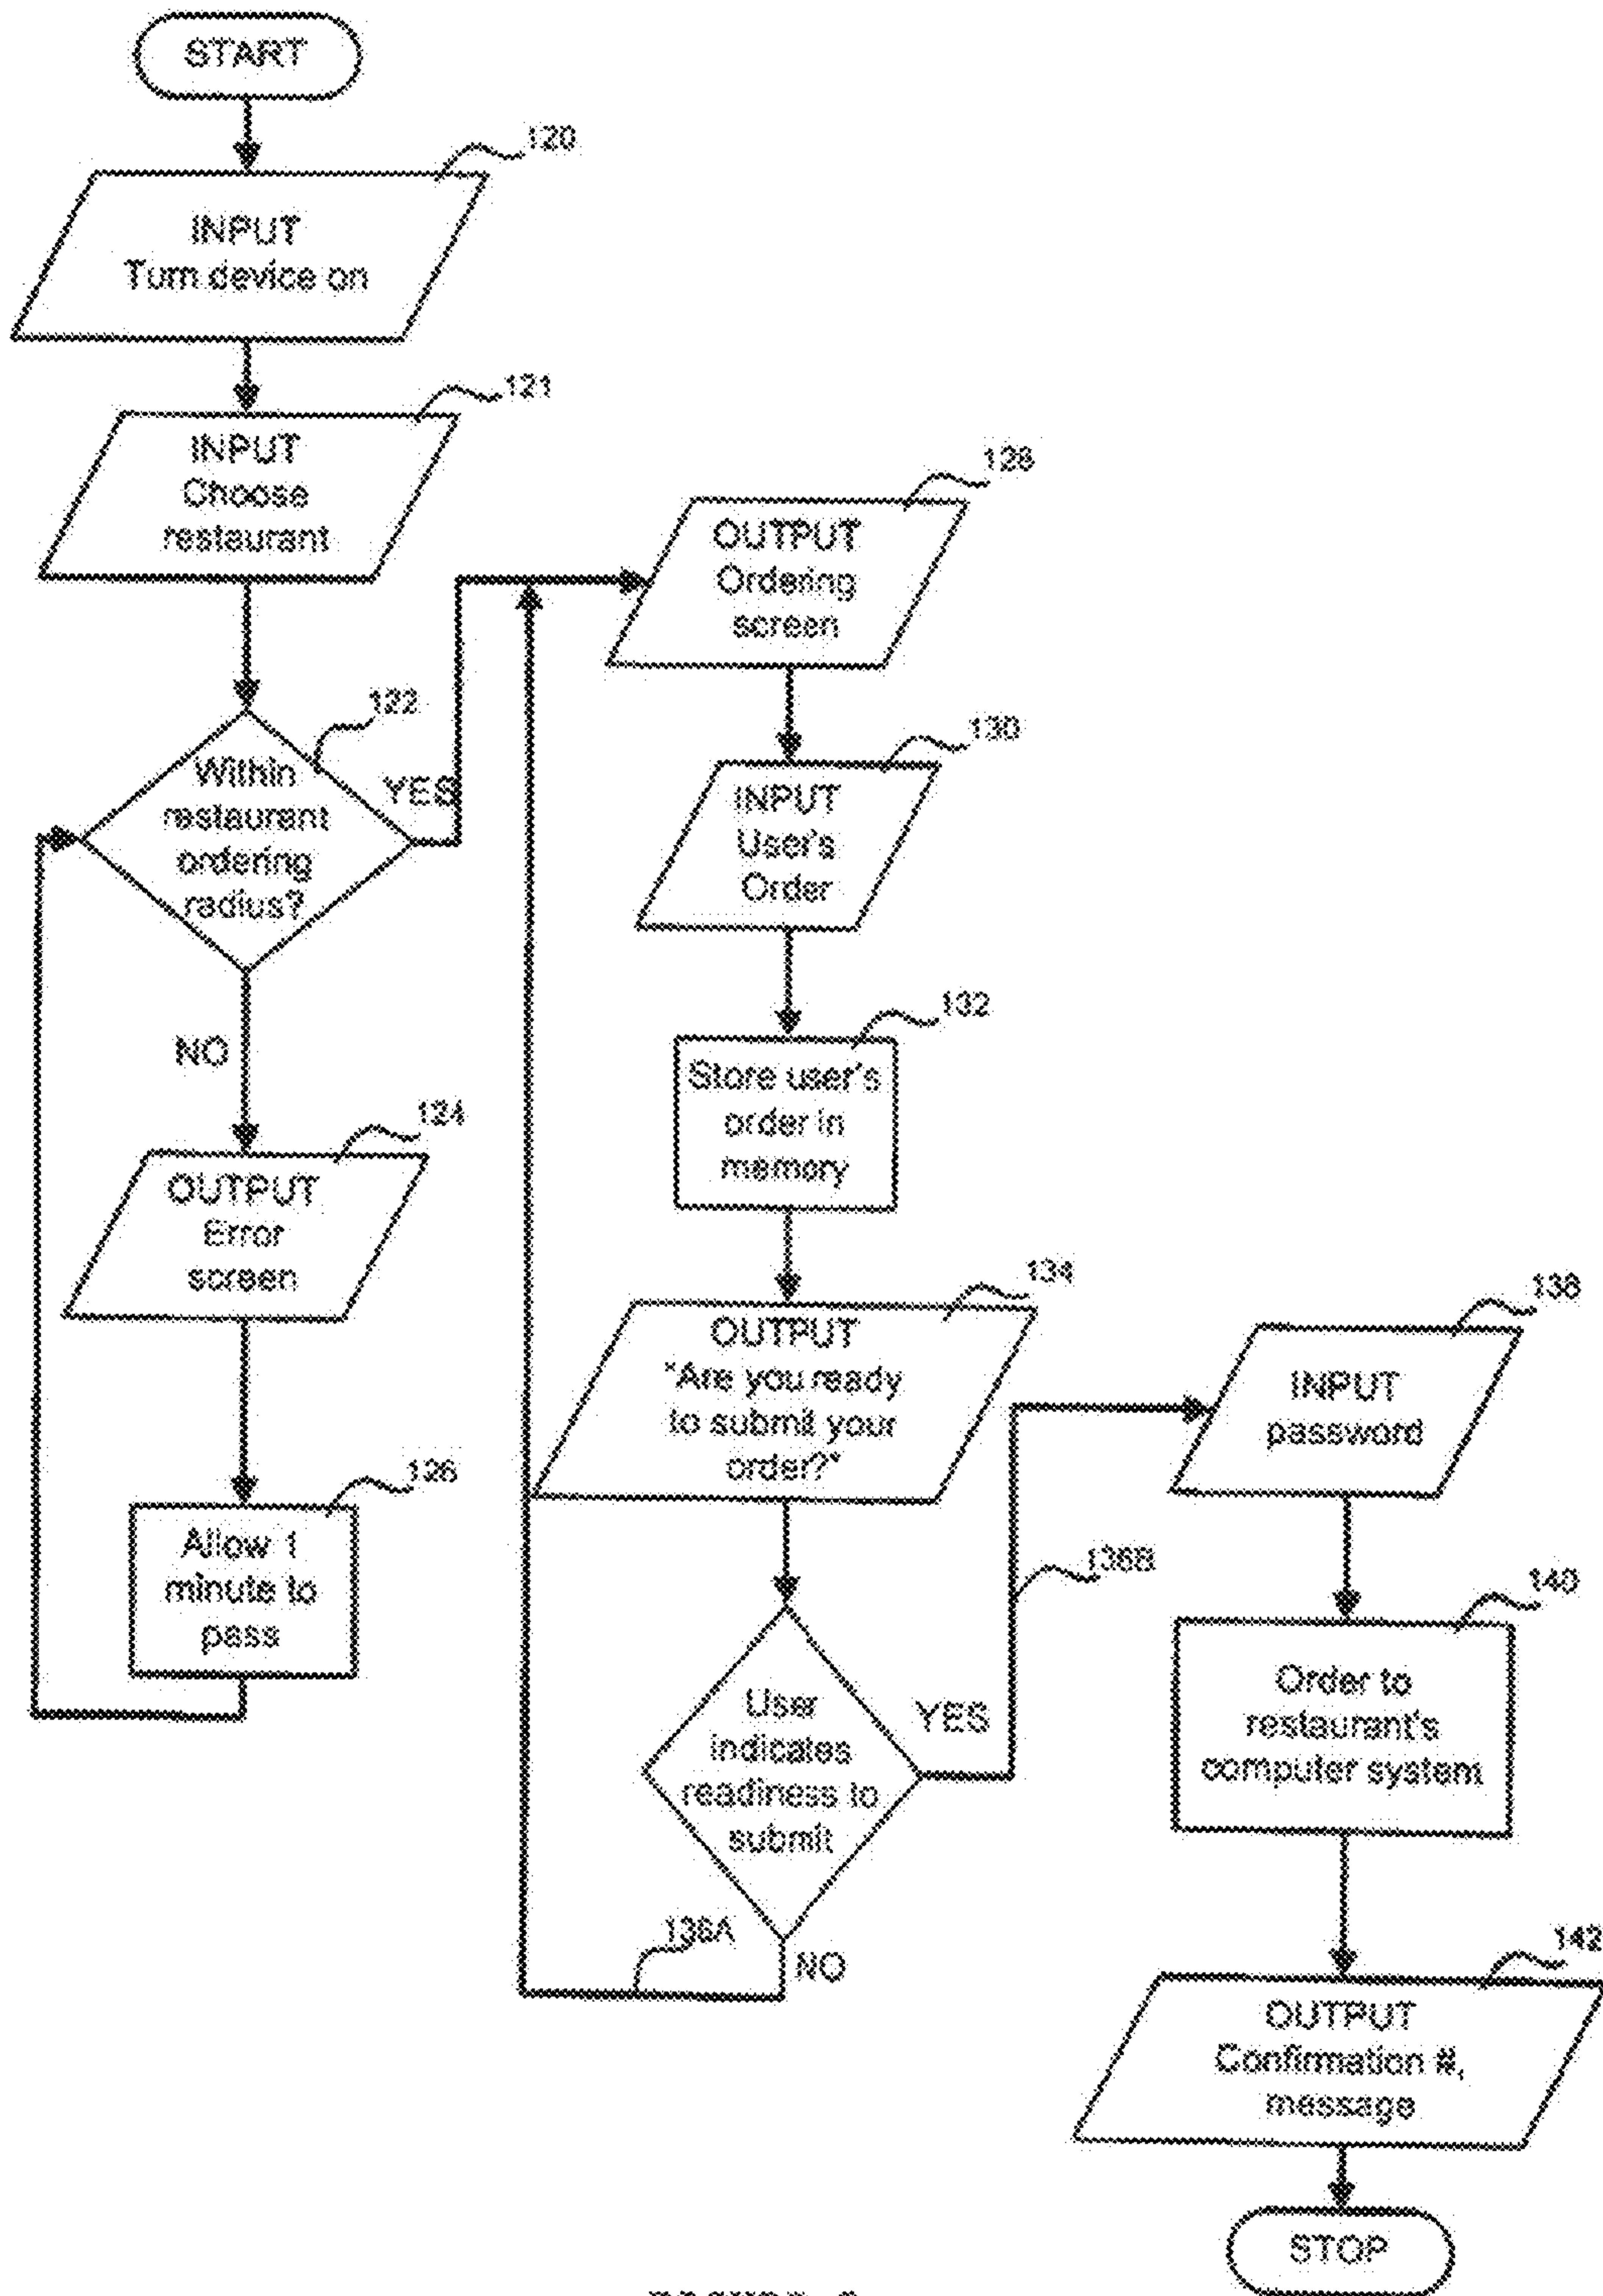 START
120
INPUT
Turn device on
121
INPUT
Choose
restaurant
122
Within
restaurant
ordering
radius?
YES
NO
124
OUTPUT
Error
screen
126
Allow 1
minute to
pass
128
OUTPUT
Ordering
screen
130
INPUT
User's
Order
132
Store user's
order in
memory
134
OUTPUT
"Are you ready
to submit your
order?"
User
indicates
readiness to
submit
YES
136B
136A
NO
138
INPUT
password
140
Order to
restaurant's
computer system
142
OUTPUT
Confirmation #,
message
STOP